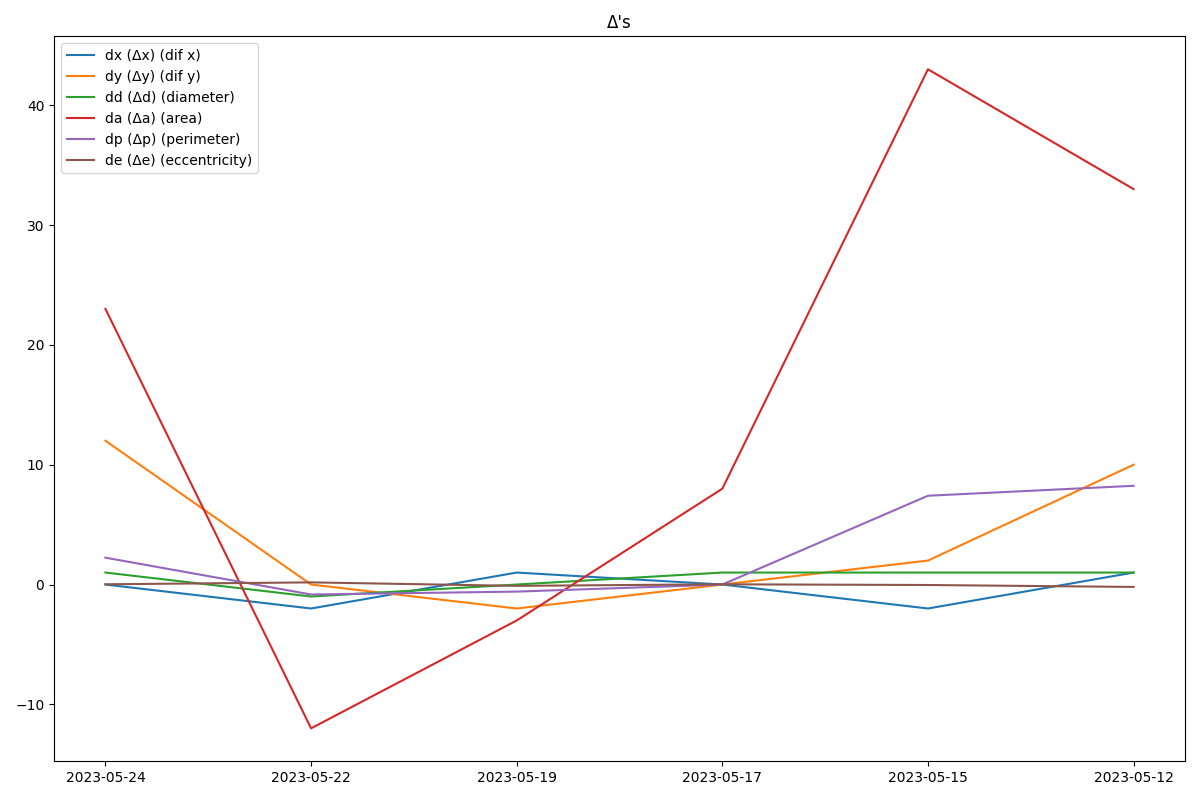 Δ's
dx (Δx) (dif x)
dy (Δy) (dif y)
dd (Δd) (diameter)
da (Δa) (area)
dp (Δp) (perimeter)
de (Δe) (eccentricity)
40
30
20
10
0
−10
2023-05-24 2023-05-22 2023-05-19 2023-05-17 2023-05-15 2023-05-12